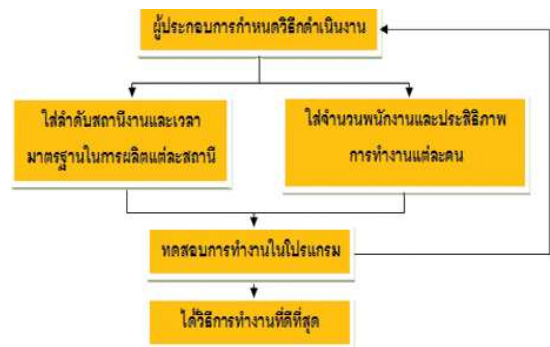 ผู้ประกอบการกำหนดวิธีกดำเนินงาน
ใส่ลำดับสถานีงานและเวลา
มาตรฐานในการผลิตแต่ละสถานี
ใส่จำนวนพนักงานและประสิธิภาพ
การทำงานแต่ละคน
ทดสอบการทำงานในโปรแกรม
ได้วิธีการทำงานที่ดีที่สุด